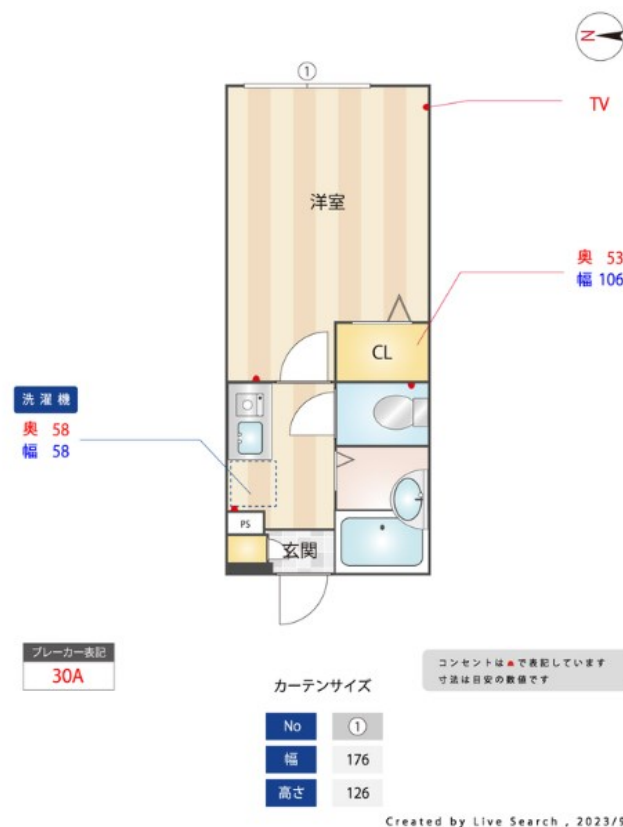 N
①
TV
洋室
奥 53
幅 106
CL
洗濯機
奥 58
幅 58
PS
玄関
ブレーカー表記
30A
コンセントは▲で表記しています
寸法は目安の数値です
カーテンサイズ
No ①
幅 176
高さ 126
Created by Live Search , 2023/9